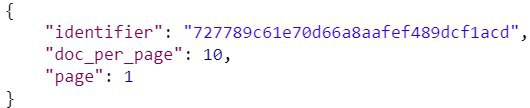 {
    "identifier": "727789c61e70d66a8aafef489dcf1acd",
    "doc_per_page": 10,
    "page": 1
}